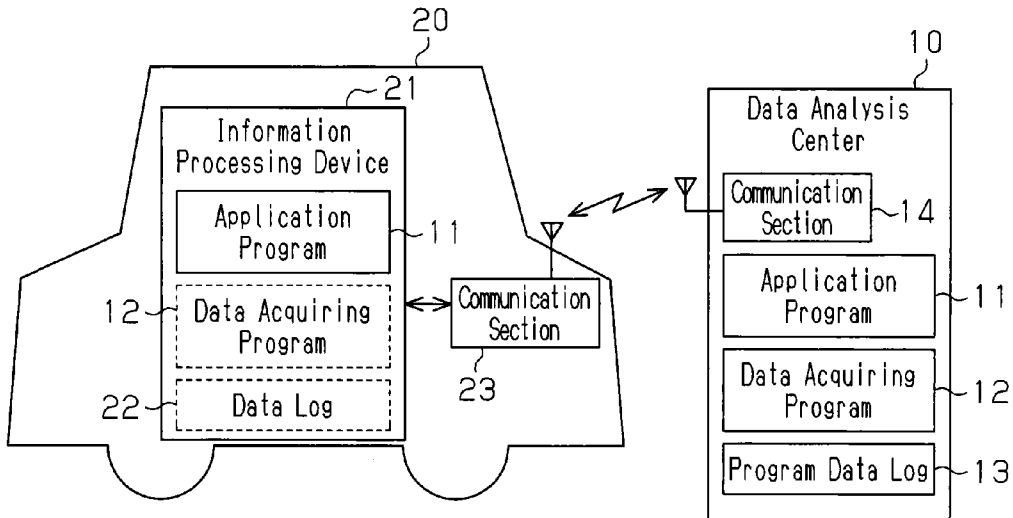 20
21
Information
Processing Device
Application
Program
11
12
Data Acquiring
Program
22
Data Log
Communication
Section
23
10
Data Analysis
Center
Communication
Section
14
Application
Program
11
Data Acquiring
Program
12
Program Data Log
13